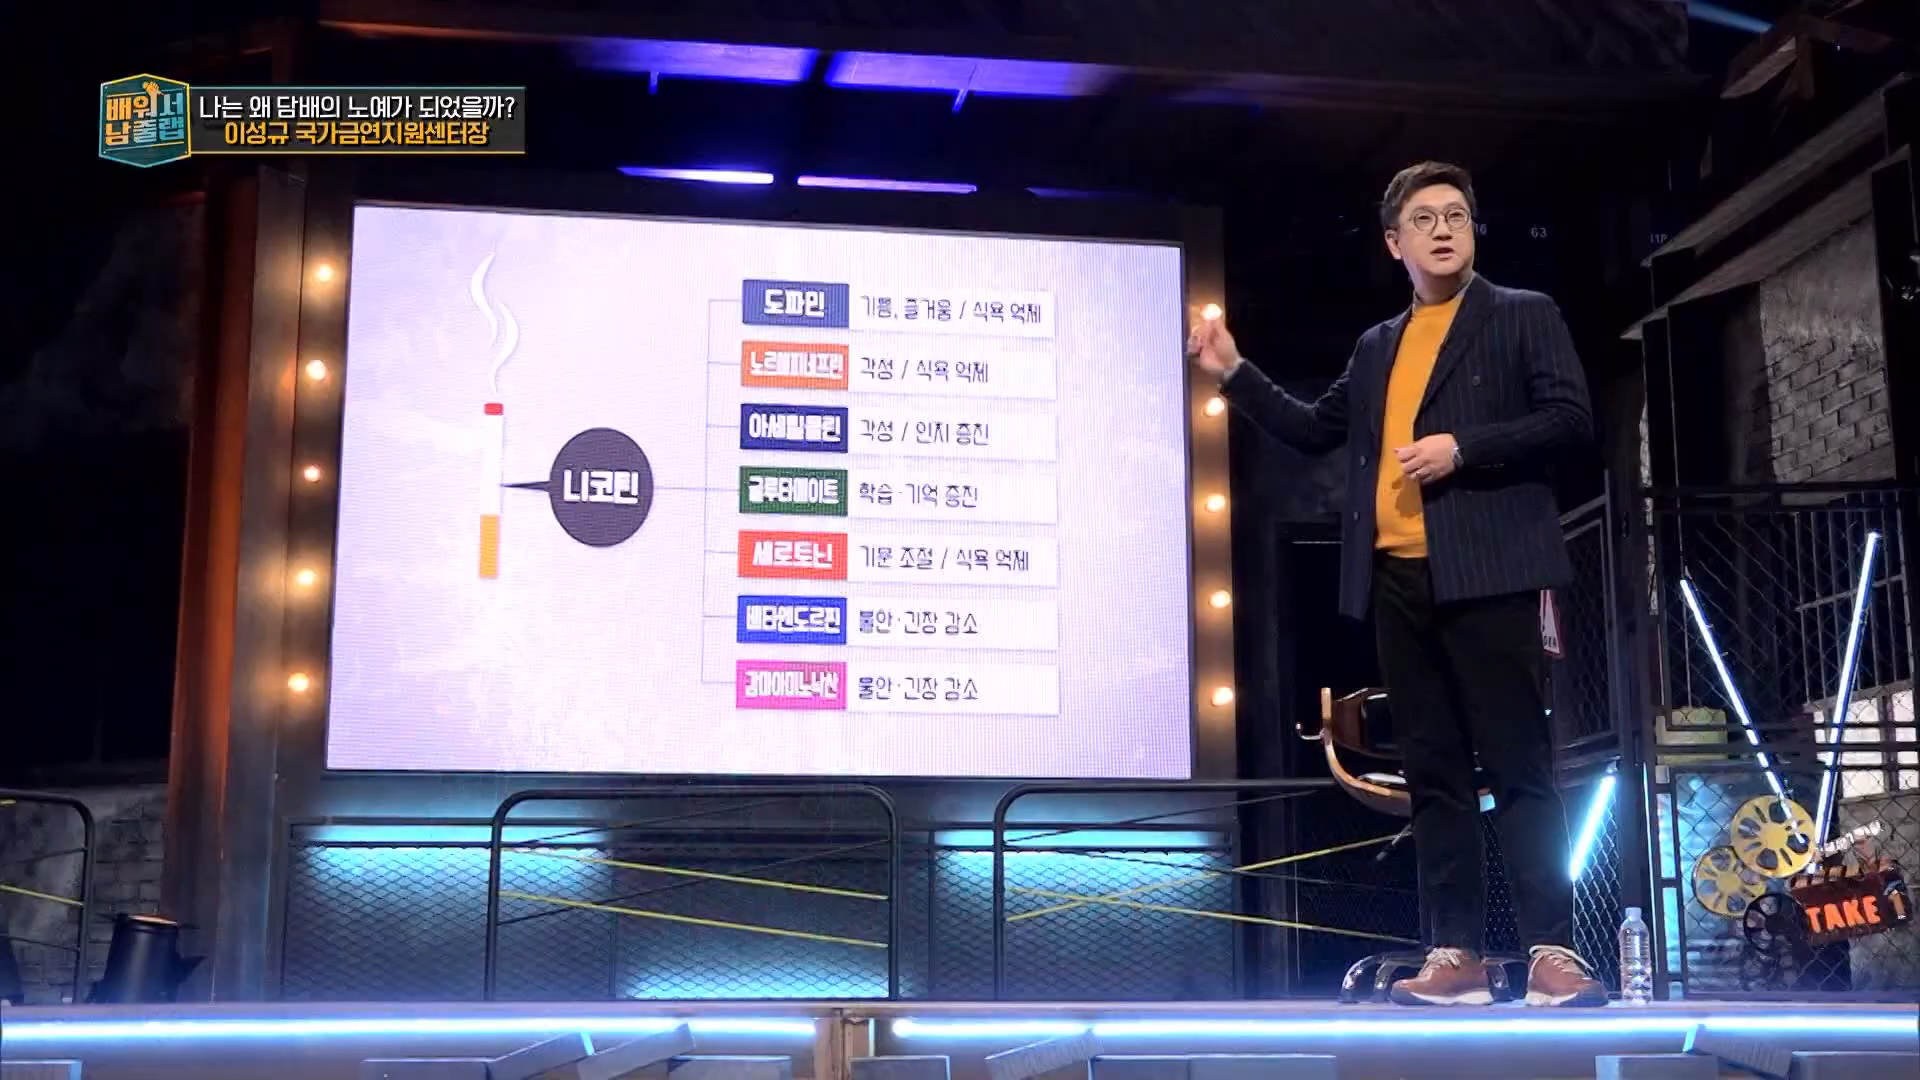 배워서
남줄랩
나는 왜 담배의 노예가 되었을까?
이성규 국가금연지원센터장
63
니코틴
도파민 기쁨, 즐거움 / 식욕 억제
노르에피네프린 각성 / 식욕 억제
아세틸콜린 각성 / 인지 증진
글루타메이트 학습·기억 증진
세로토닌 기분 조절 / 식욕 억제
베타엔도르핀 불안·긴장 감소
감마아미노낙산 불안·긴장 감소
TAKE 1